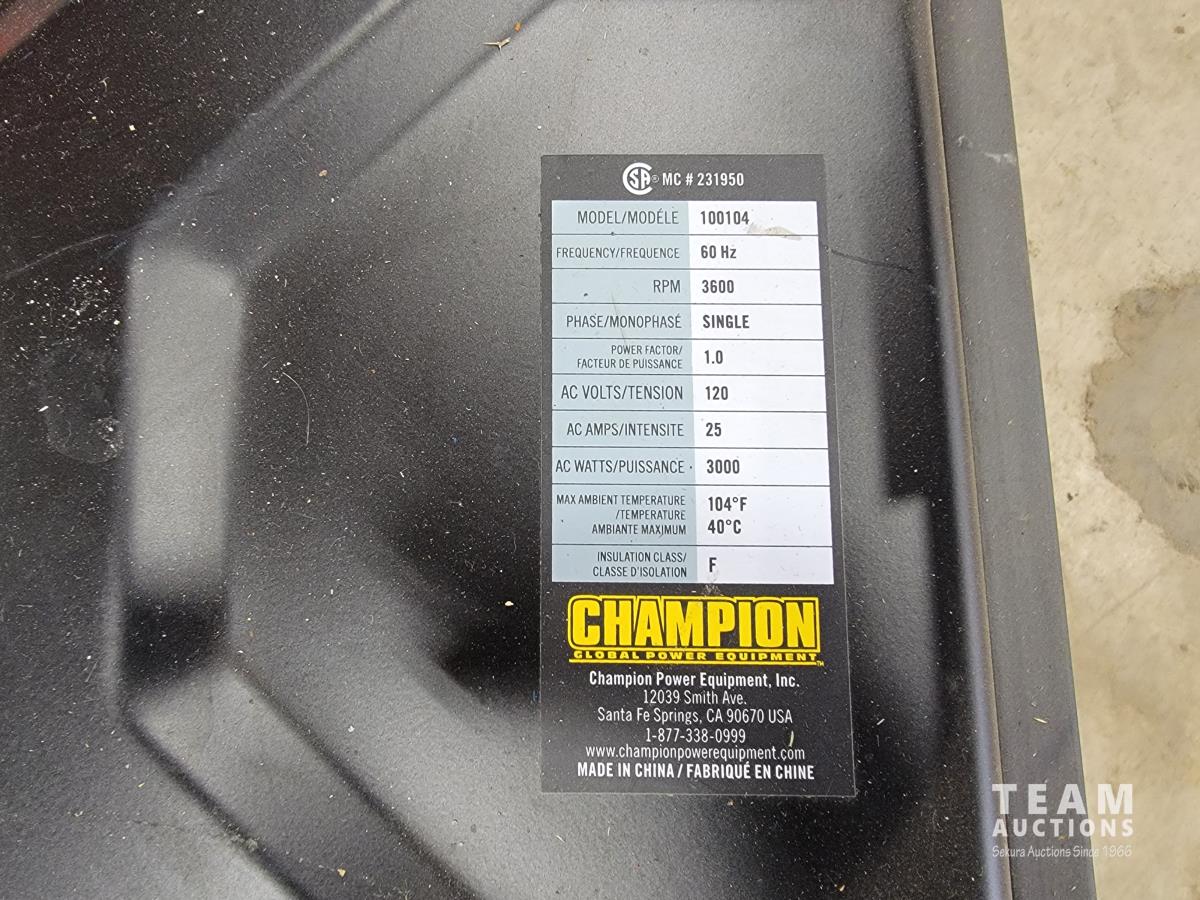 CSA® MC # 231950
MODEL/MODÉLE 100104
FREQUENCY/FREQUENCE 60 Hz
RPM 3600
PHASE/MONOPHASÉ SINGLE
POWER FACTOR/
FACTEUR DE PUISSANCE 1.0
AC VOLTS/TENSION 120
AC AMPS/INTENSITE 25
AC WATTS/PUISSANCE 3000
MAX AMBIENT TEMPERATURE
/TEMPERATURE
AMBIANTE MAXIMUM
104°F
40°C
INSULATION CLASS/
CLASSE D'ISOLATION F
CHAMPION
GLOBAL POWER EQUIPMENT™
Champion Power Equipment, Inc.
12039 Smith Ave.
Santa Fe Springs, CA 90670 USA
1-877-338-0999
www.championpowerequipment.com
MADE IN CHINA / FABRIQUÉ EN CHINE
TEAM
AUCTIONS
Sekura Auctions Since 1966